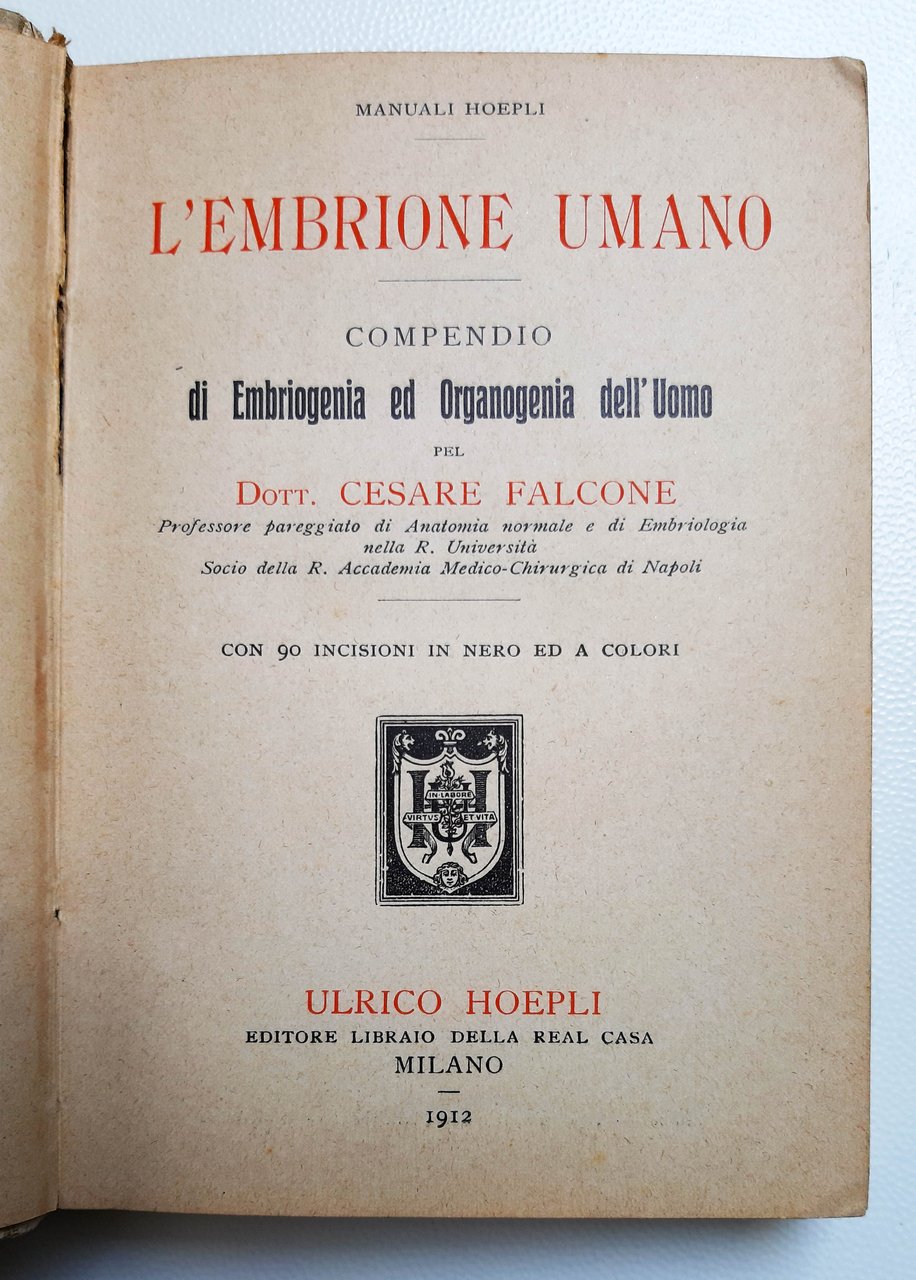 MANUALI HOEPLI
L'EMBRIONE UMANO
COMPENDIO
di Embriogenia ed Organogenia dell'Uomo
PEL
DOTT. CESARE FALCONE
Professore pareggiato di Anatomia normale e di Embriologia
nella R. Università
Socio della R. Accademia Medico-Chirurgica di Napoli
CON 90 INCISIONI IN NERO ED A COLORI
IN·LABORE
VIRTVS ET·VITA
ULRICO HOEPLI
EDITORE LIBRAIO DELLA REAL CASA
MILANO
1912